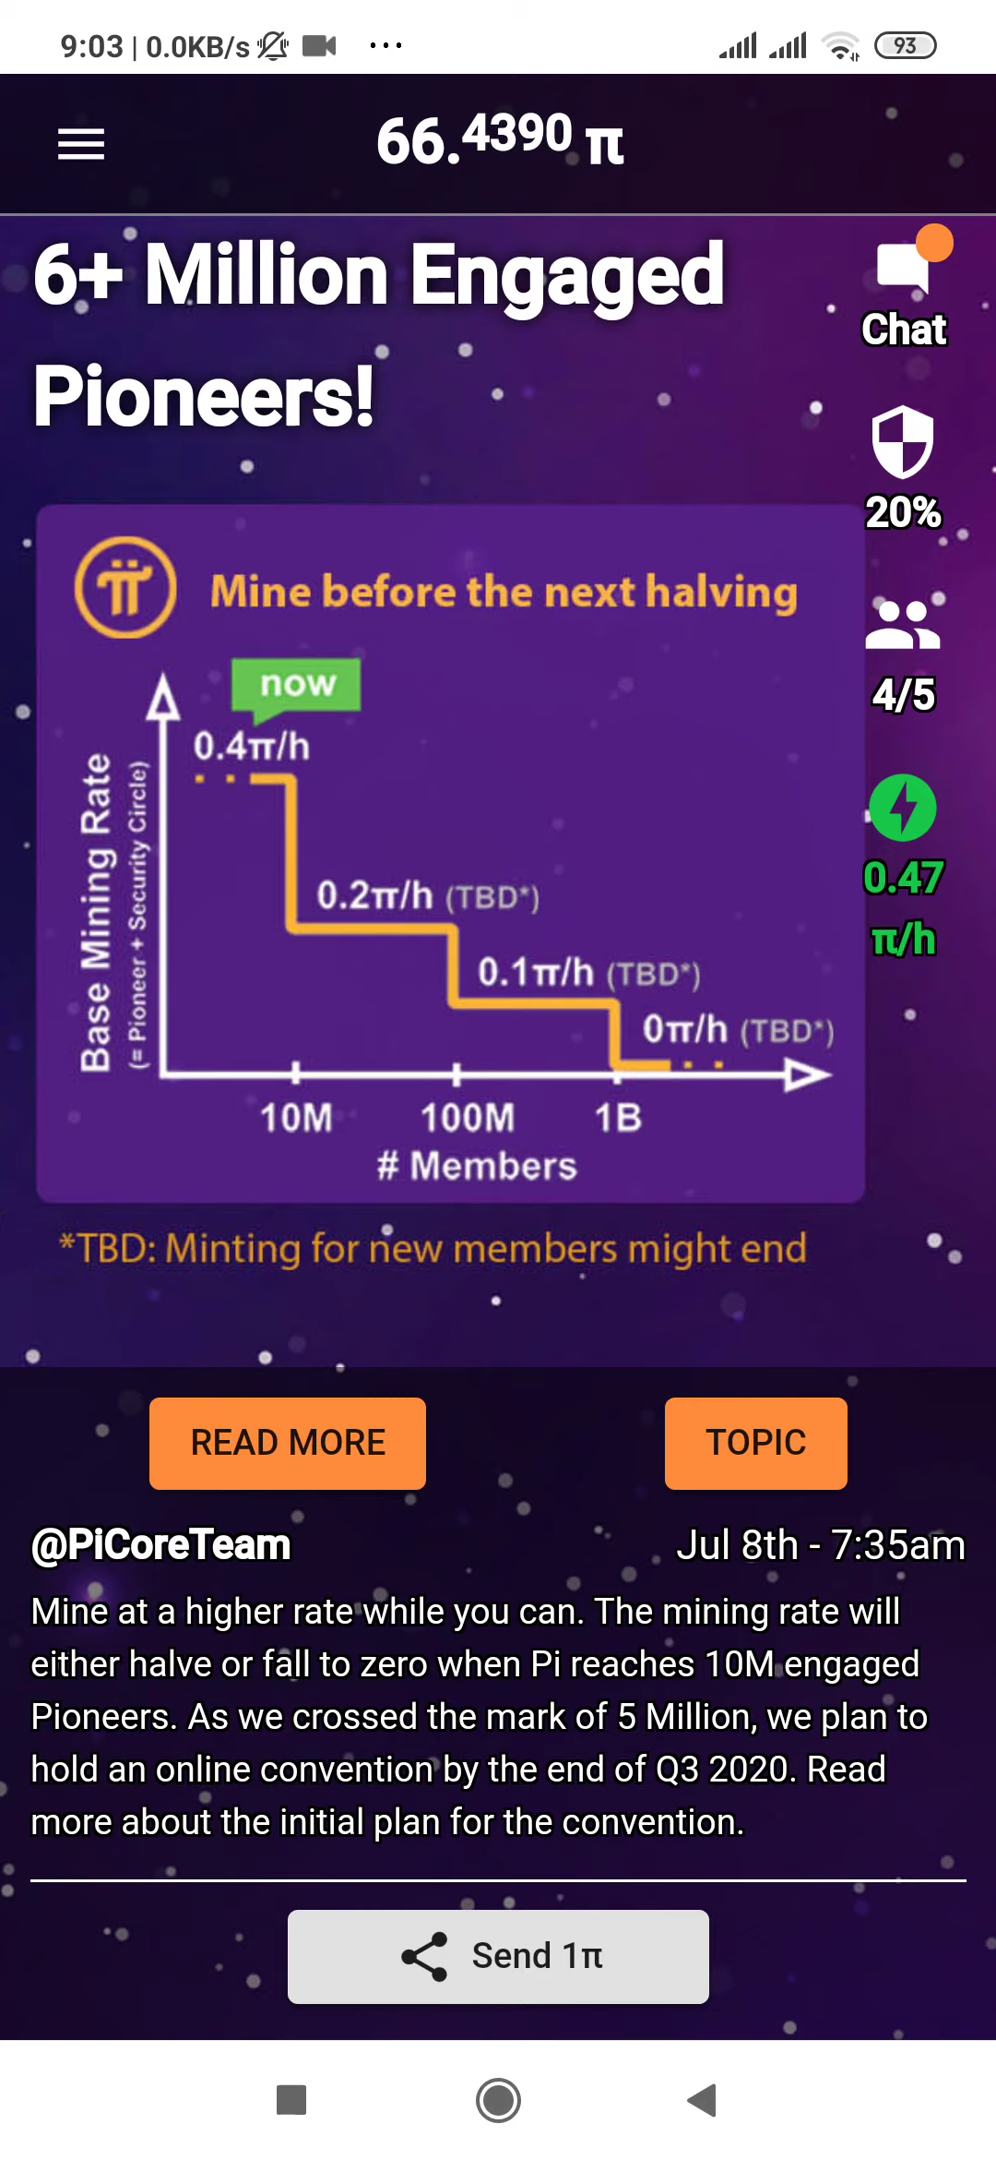 9:03 | 0.0KB/s ...
93
66.4390 π
6+ Million Engaged
Pioneers!
Chat
20%
4/5
0.47
π/h
Mine before the next halving
now
0.4π/h
0.2π/h (TBD*)
0.1π/h (TBD*)
0π/h (TBD*)
Base Mining Rate
(= Pioneer + Security Circle)
10M 100M 1B
# Members
*TBD: Minting for new members might end
READ MORE
TOPIC
@PiCoreTeam
Jul 8th - 7:35am
Mine at a higher rate while you can. The mining rate will
either halve or fall to zero when Pi reaches 10M engaged
Pioneers. As we crossed the mark of 5 Million, we plan to
hold an online convention by the end of Q3 2020. Read
more about the initial plan for the convention.
Send 1π